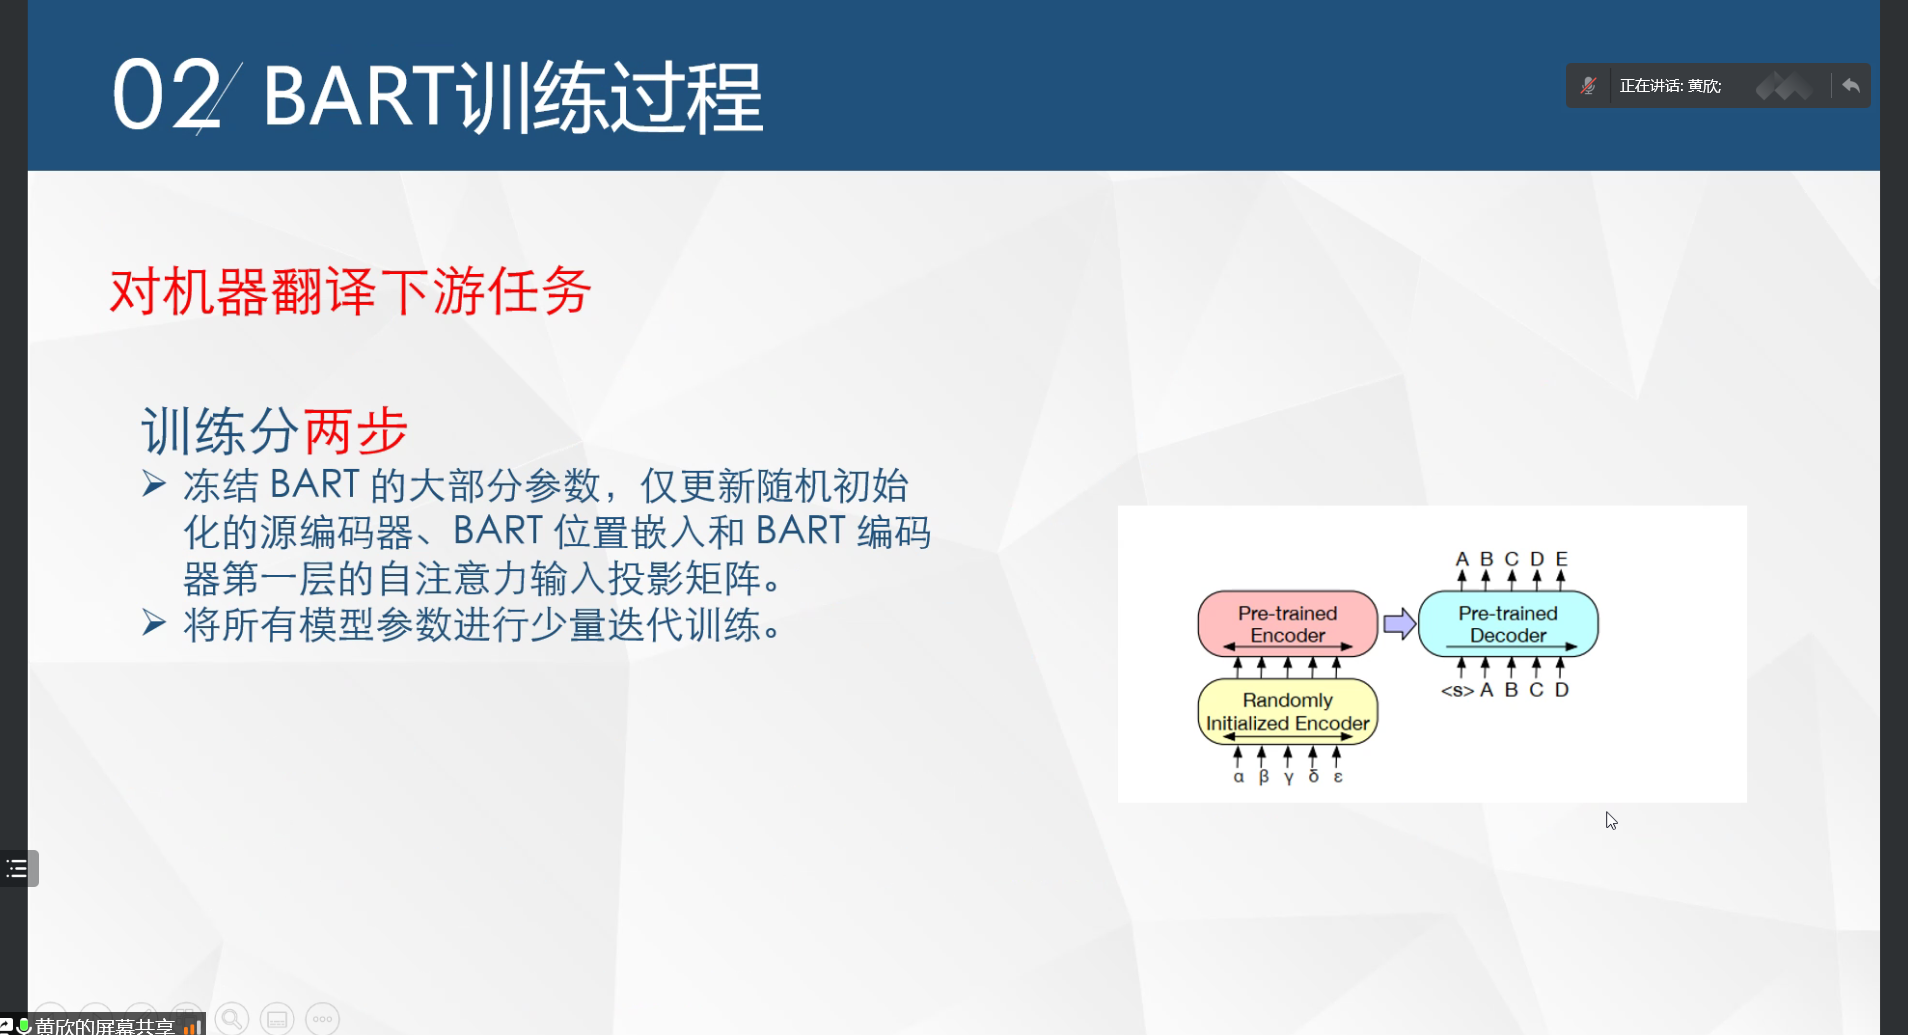 02 BART训练过程
正在讲话: 黄欣;
对机器翻译下游任务
训练分两步
冻结 BART 的大部分参数，仅更新随机初始
化的源编码器、BART 位置嵌入和 BART 编码
器第一层的自注意力输入投影矩阵。
将所有模型参数进行少量迭代训练。
A B C D E
Pre-trained
Encoder
Pre-trained
Decoder
<s> A B C D
Randomly
Initialized Encoder
α β γ δ ε
黄欣的屏幕共享